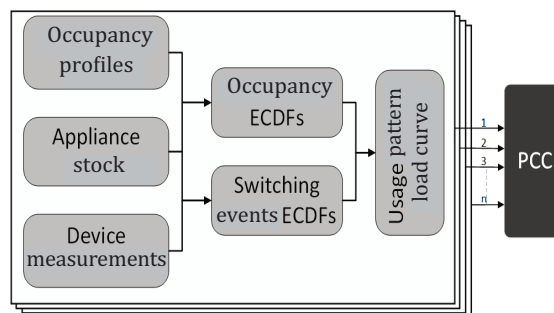 Occupancy
profiles
Appliance
stock
Device
measurements
Occupancy
ECDFs
Switching
events ECDFs
Usage pattern
load curve
1
2
3
n
PCC